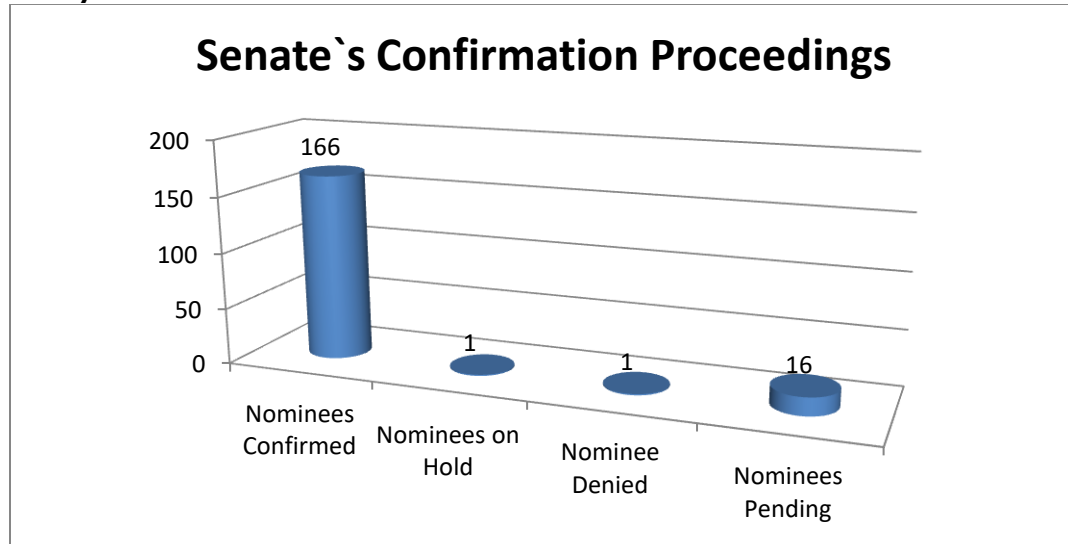 Senate`s Confirmation Proceedings
200
150
100
50
0
166
1
1
16
Nominees
Confirmed
Nominees on
Hold
Nominee
Denied
Nominees
Pending